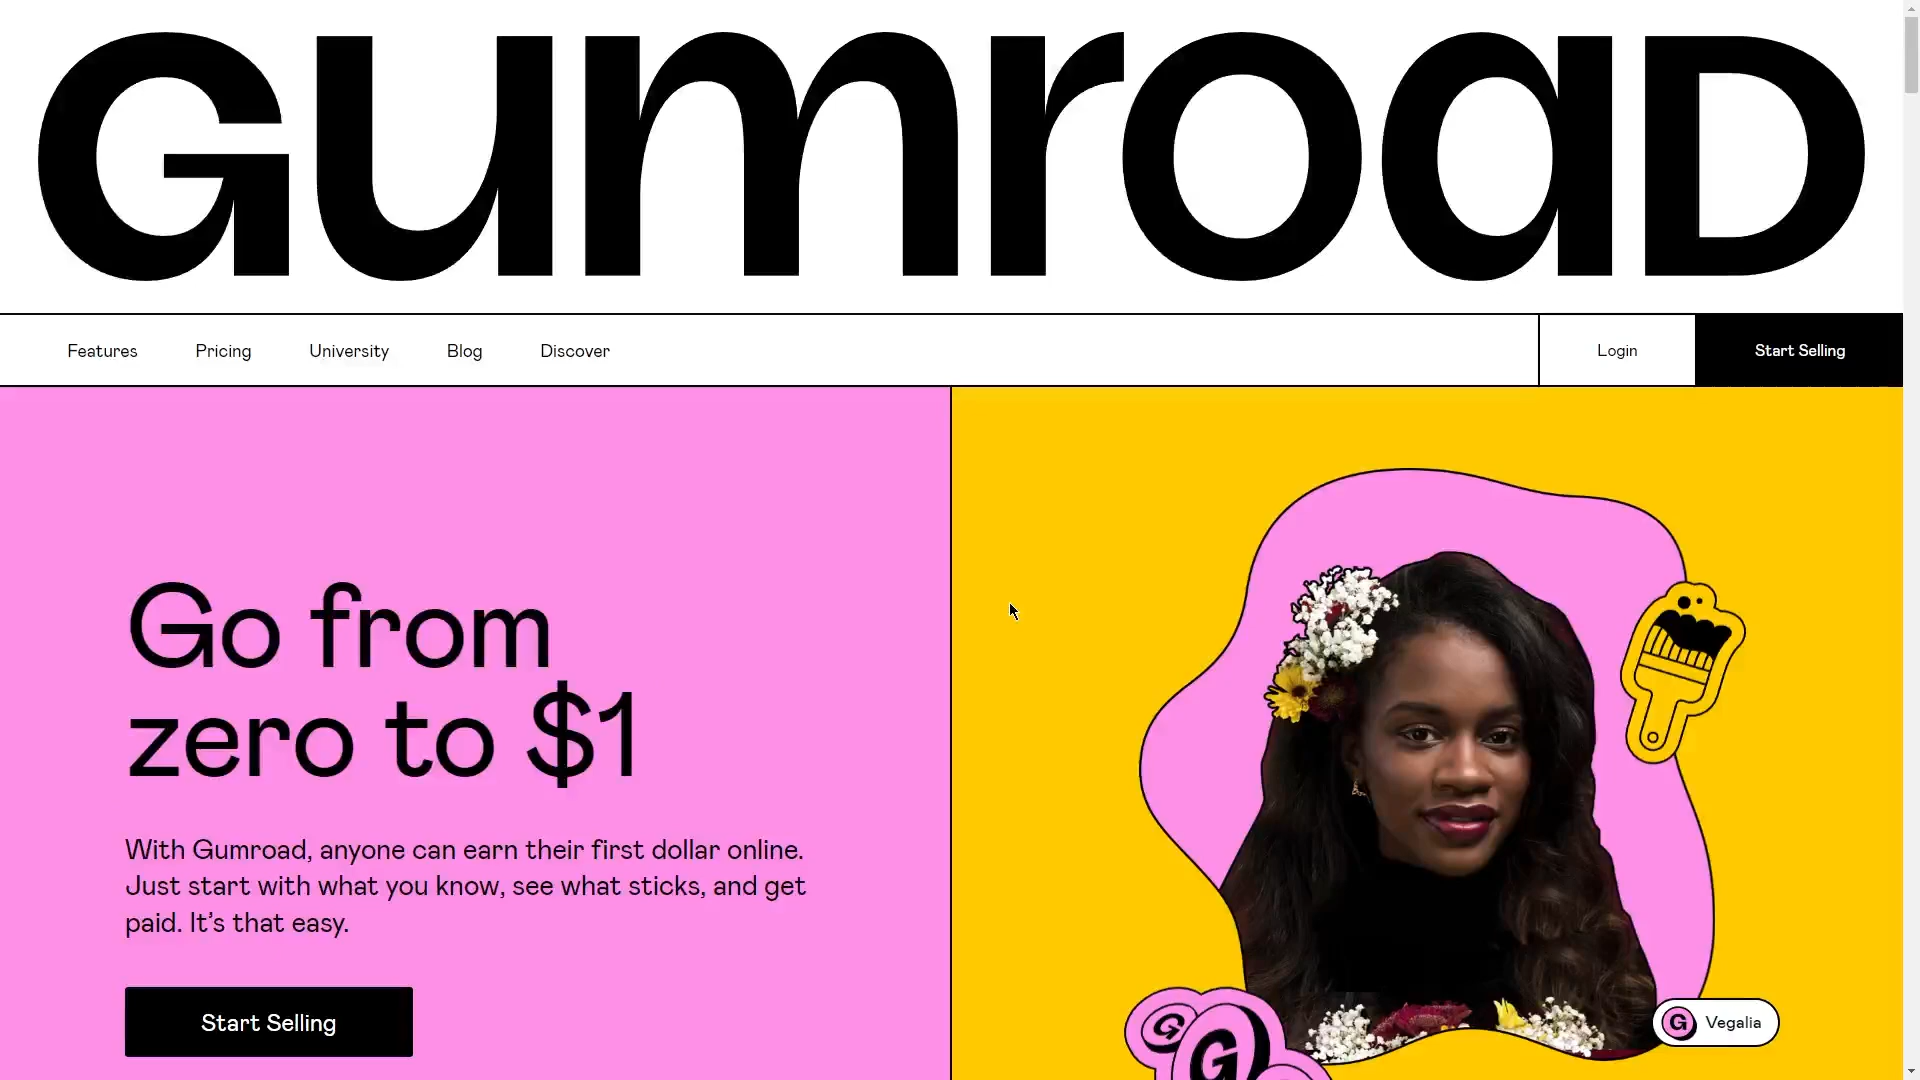 Gumroad
Features Pricing University Blog Discover Login Start Selling
Go from
zero to $1
With Gumroad, anyone can earn their first dollar online.
Just start with what you know, see what sticks, and get
paid. It’s that easy.
Start Selling
G
G
G Vegalia